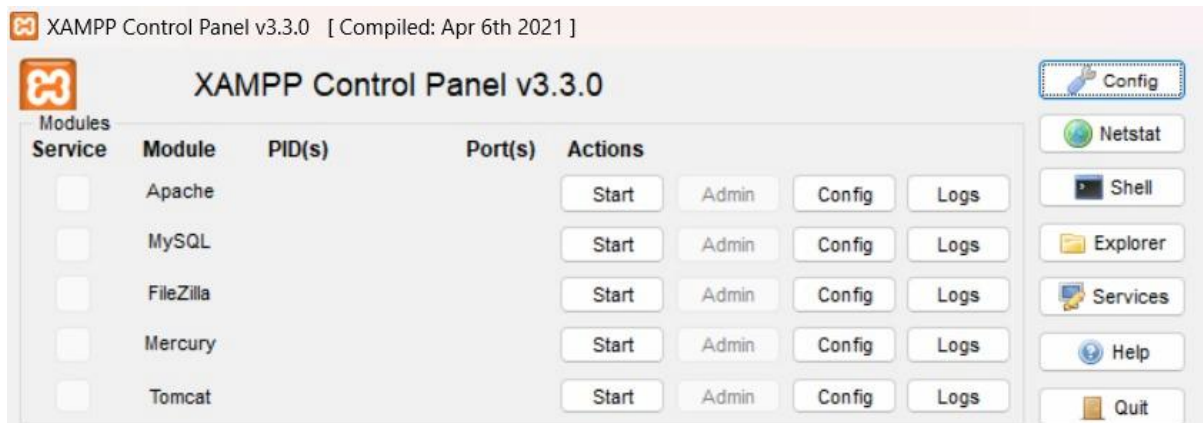 XAMPP Control Panel v3.3.0 [ Compiled: Apr 6th 2021 ]
XAMPP Control Panel v3.3.0
Config
Modules
Service Module PID(s) Port(s) Actions
Netstat
Apache Start Admin Config Logs
Shell
MySQL Start Admin Config Logs
Explorer
FileZilla Start Admin Config Logs
Services
Mercury Start Admin Config Logs
Help
Tomcat Start Admin Config Logs
Quit